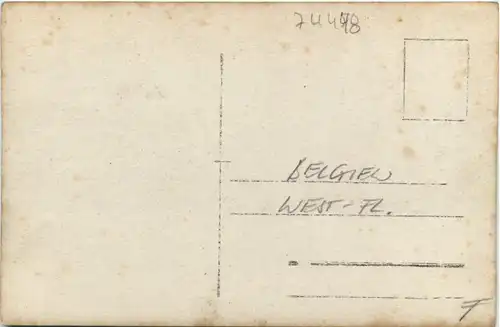 74498
BELGIEN
WEST-FL.
F